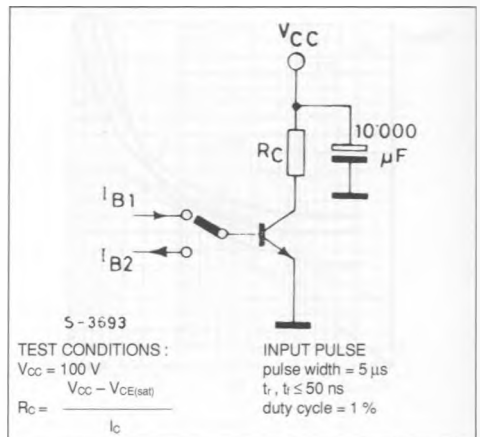 VCC
10'000
RC
µF
IB1
IB2
S-3693
TEST CONDITIONS :
VCC = 100 V
VCC – VCE(sat)
RC =
IC
INPUT PULSE
pulse width = 5 µs
tr , tf ≤ 50 ns
duty cycle = 1 %